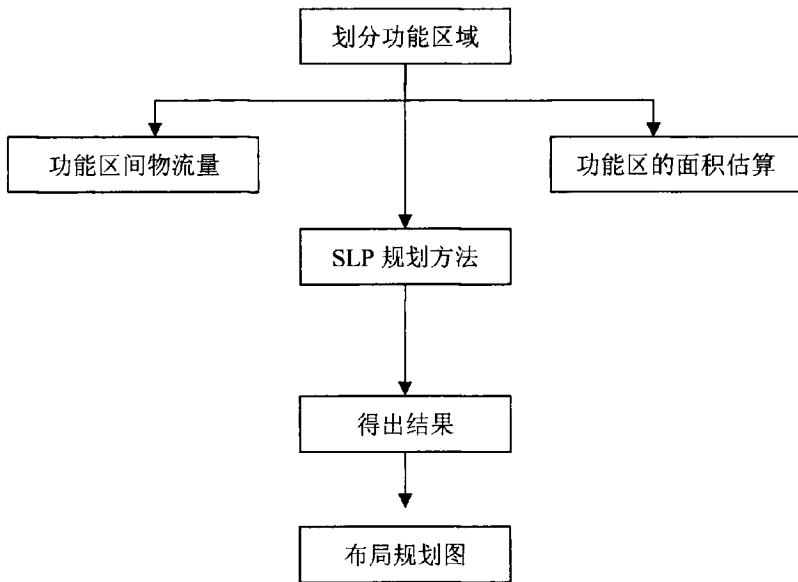 划分功能区域
功能区间物流量
功能区的面积估算
SLP 规划方法
得出结果
布局规划图